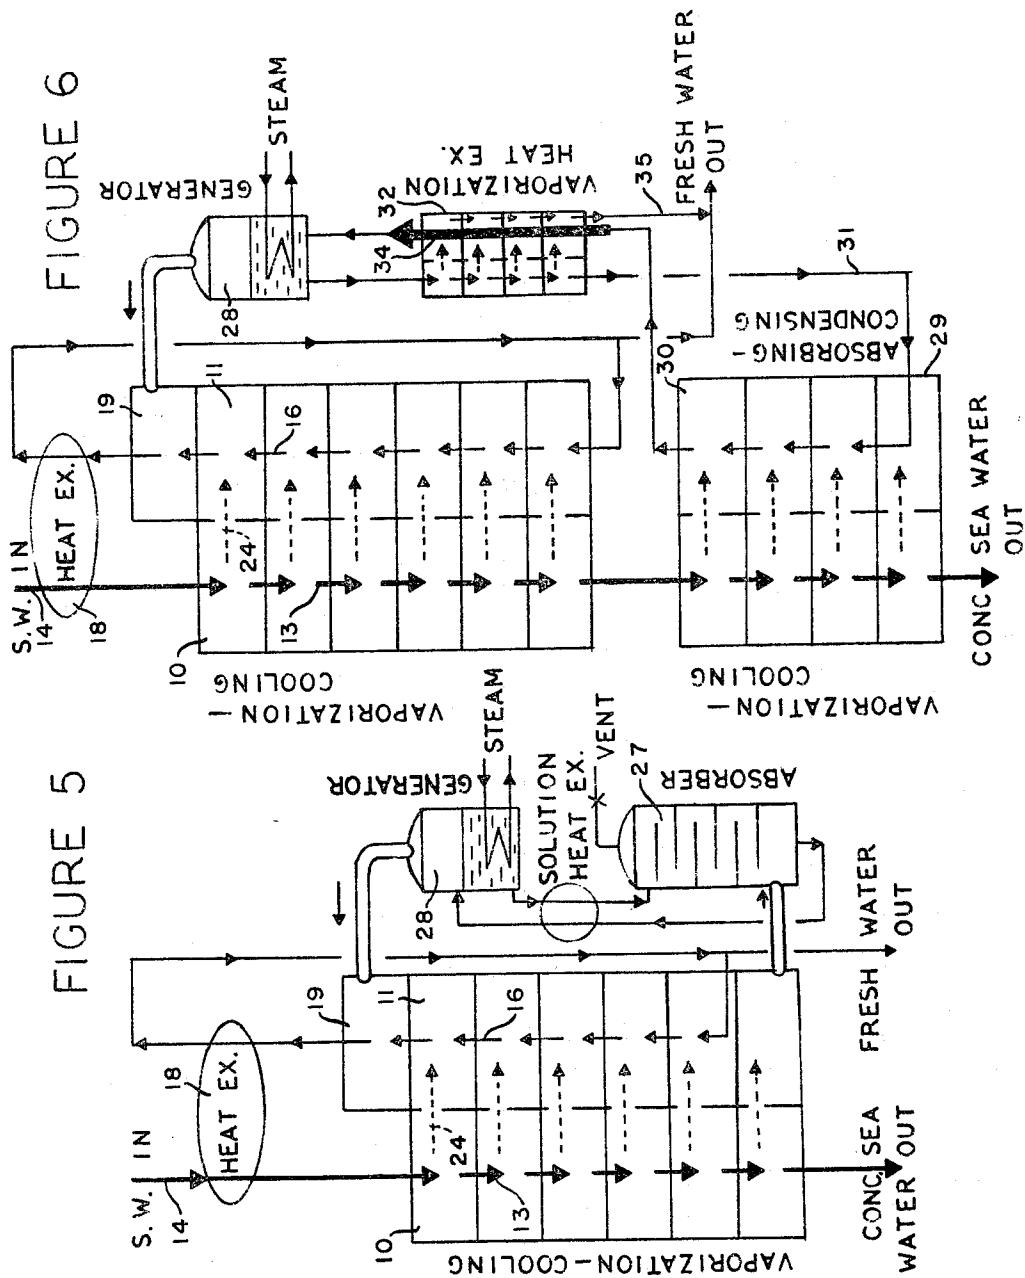 FIGURE 5
S.W. IN
14
18
HEAT EX.
19
10
11
24
13
16
VAPORIZATION-COOLING
GENERATOR
28
STEAM
SOLUTION
HEAT EX.
VENT
27
ABSORBER
CONC. SEA
WATER OUT
FRESH WATER
OUT
FIGURE 6
S.W. IN
14
18
HEAT EX.
19
10
11
24
13
16
VAPORIZATION-
COOLING
GENERATOR
28
STEAM
VAPORIZATION
HEAT EX.
32
34
35
FRESH WATER
OUT
31
ABSORBING-
CONDENSING
30
29
VAPORIZATION-
COOLING
CONC SEA WATER
OUT